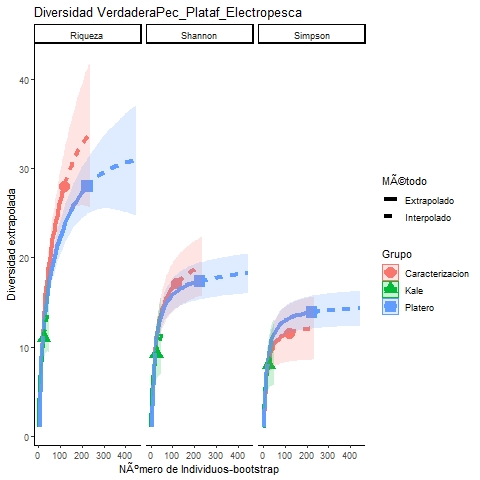 Diversidad VerdaderaPec_Plataf_Electropesca
Riqueza
Shannon
Simpson
Diversidad extrapolada
40
30
20
10
0
0 100 200 300 400
0 100 200 300 400
0 100 200 300 400
NÃºmero de Individuos-bootstrap
MÃ©todo
Extrapolado
Interpolado
Grupo
Caracterizacion
Kale
Platero